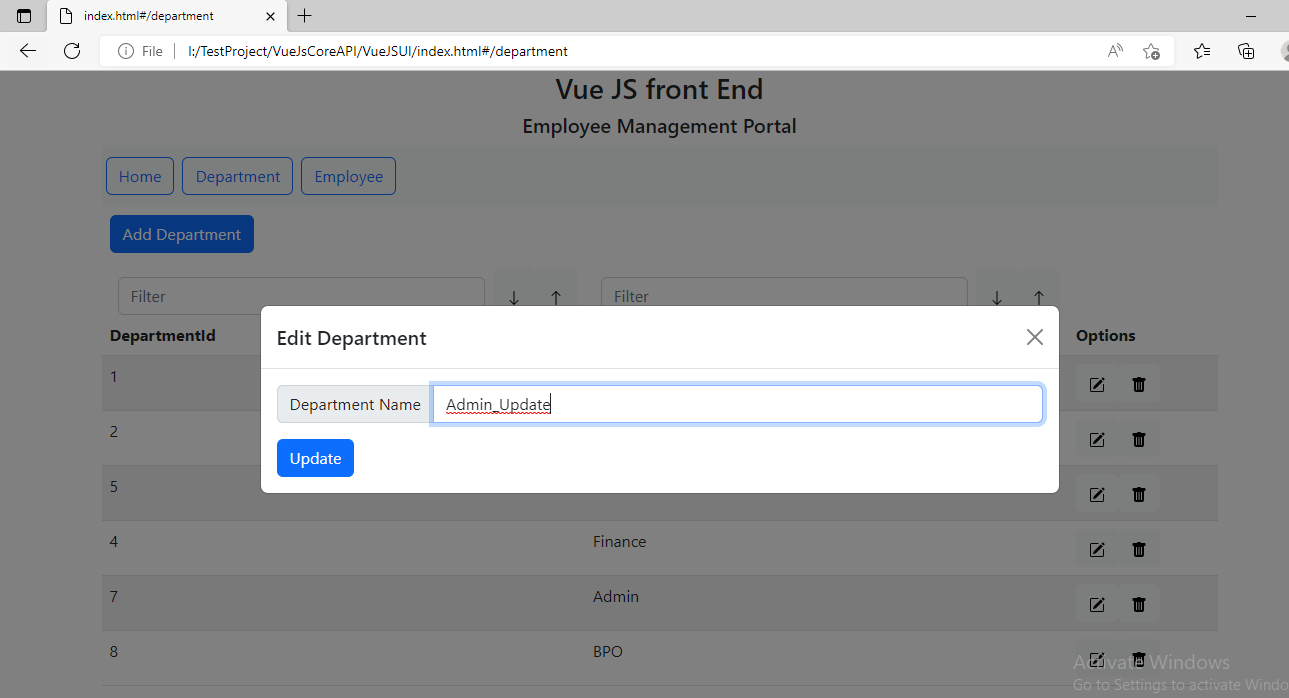 index.html#/department
File
I:/TestProject/VueJsCoreAPI/VueJSUI/index.html#/department
Vue JS front End
Employee Management Portal
Home Department Employee
Add Department
Filter Filter
DepartmentId Options
Edit Department
1
Department Name Admin_Update
2
Update
5
4 Finance
7 Admin
8 BPO
Activate Windows
Go to Settings to activate Windo